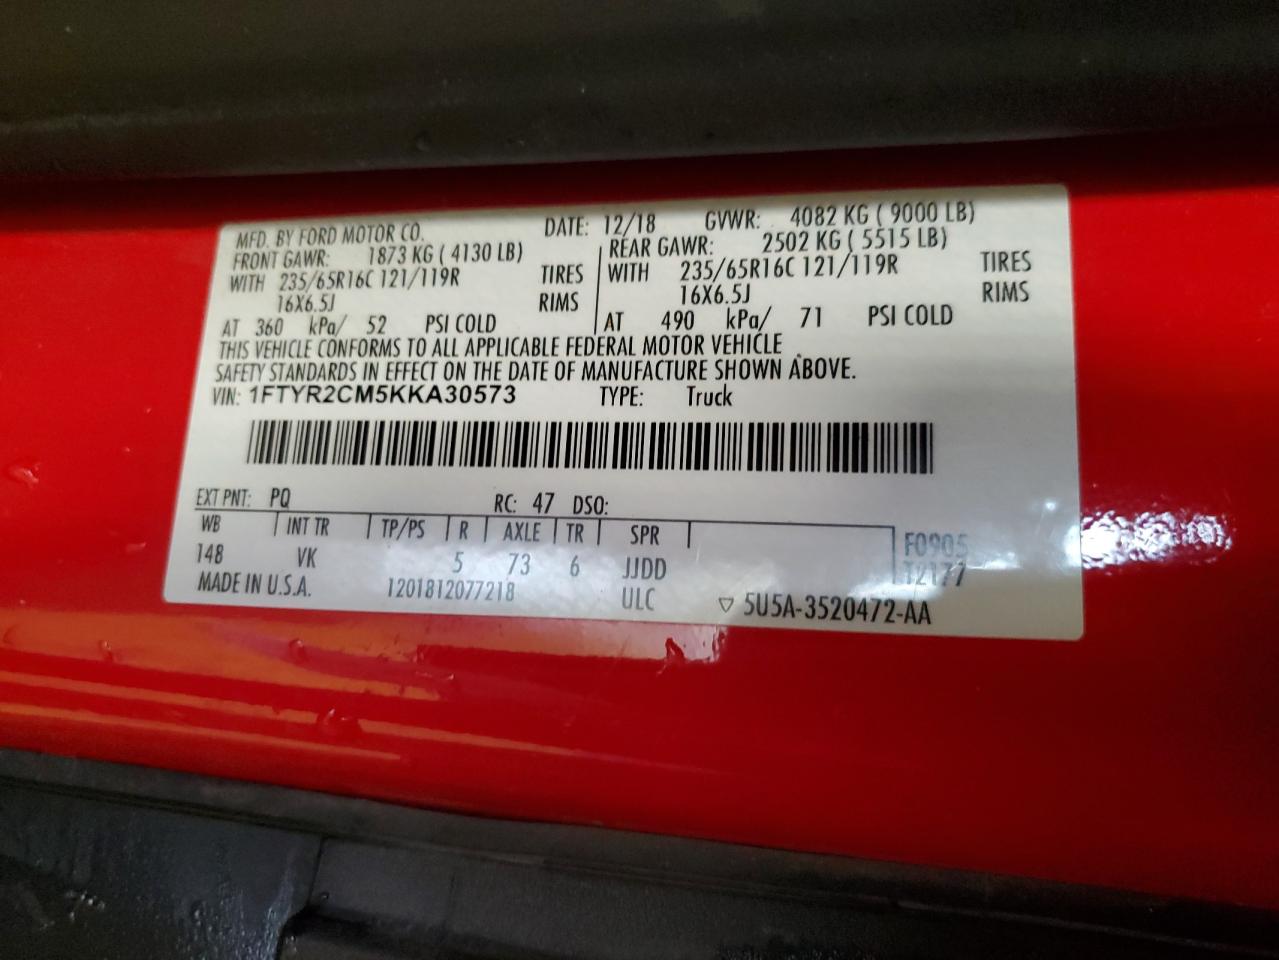 MFD. BY FORD MOTOR CO. DATE: 12/18 GVWR: 4082 KG ( 9000 LB)
FRONT GAWR: 1873 KG ( 4130 LB) REAR GAWR: 2502 KG ( 5515 LB)
WITH 235/65R16C 121/119R TIRES WITH 235/65R16C 121/119R TIRES
16X6.5J RIMS 16X6.5J RIMS
AT 360 kPa/ 52 PSI COLD AT 490 kPa/ 71 PSI COLD
THIS VEHICLE CONFORMS TO ALL APPLICABLE FEDERAL MOTOR VEHICLE
SAFETY STANDARDS IN EFFECT ON THE DATE OF MANUFACTURE SHOWN ABOVE.
VIN: 1FTYR2CM5KKA30573 TYPE: Truck
EXT PNT: PQ RC: 47 DSO:
WB INT TR TP/PS R AXLE TR SPR F0905
148 VK 5 73 6 JJDD T2177
MADE IN U.S.A. 1201812077218 ULC ▽ 5U5A-3520472-AA